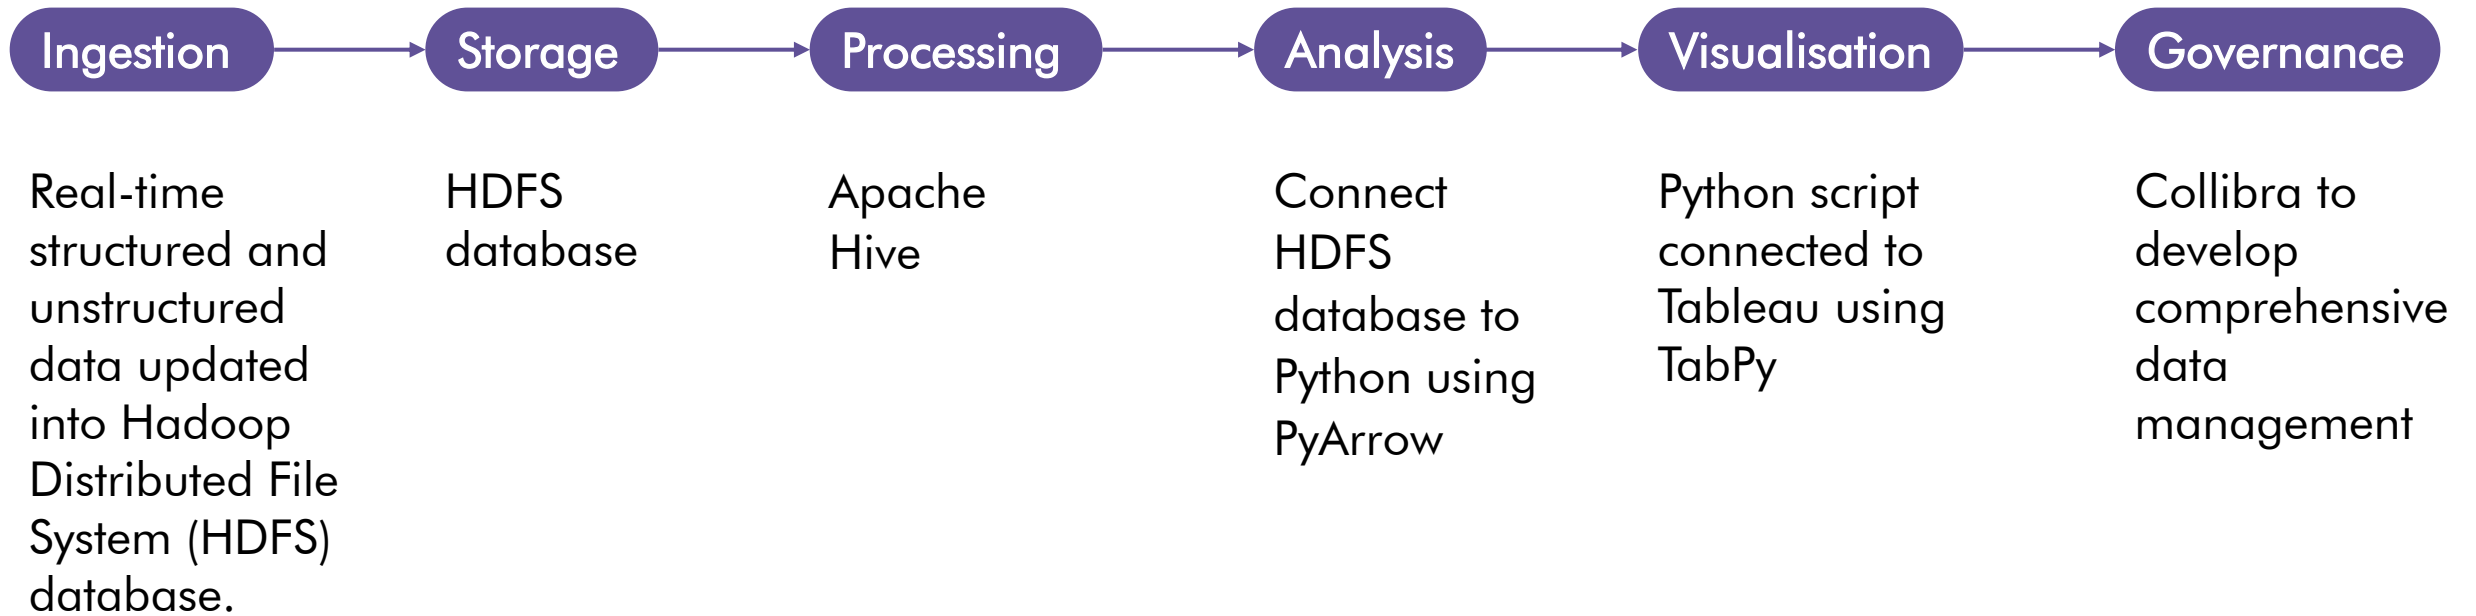 Ingestion
Storage
Processing
Analysis
Visualisation
Governance
Real-time
structured and
unstructured
data updated
into Hadoop
Distributed File
System (HDFS)
database.
HDFS
database
Apache
Hive
Connect
HDFS
database to
Python using
PyArrow
Python script
connected to
Tableau using
TabPy
Collibra to
develop
comprehensive
data
management